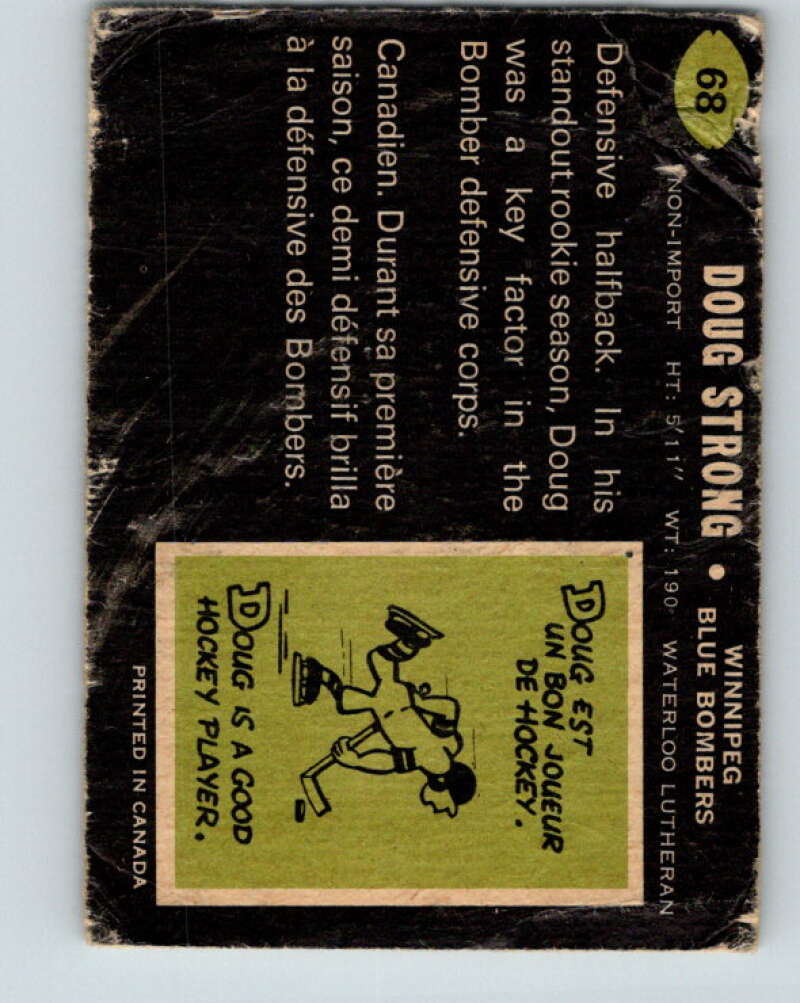 68
DOUG STRONG • WINNIPEG
BLUE BOMBERS
NON-IMPORT HT: 5'11" WT: 190 WATERLOO LUTHERAN
Defensive halfback. In his
standout rookie season, Doug
was a key factor in the
Bomber defensive corps.
Canadien. Durant sa première
saison, ce demi défensif brilla
à la défensive des Bombers.
DOUG EST
UN BON JOUEUR
DE HOCKEY.
DOUG IS A GOOD
HOCKEY PLAYER.
PRINTED IN CANADA